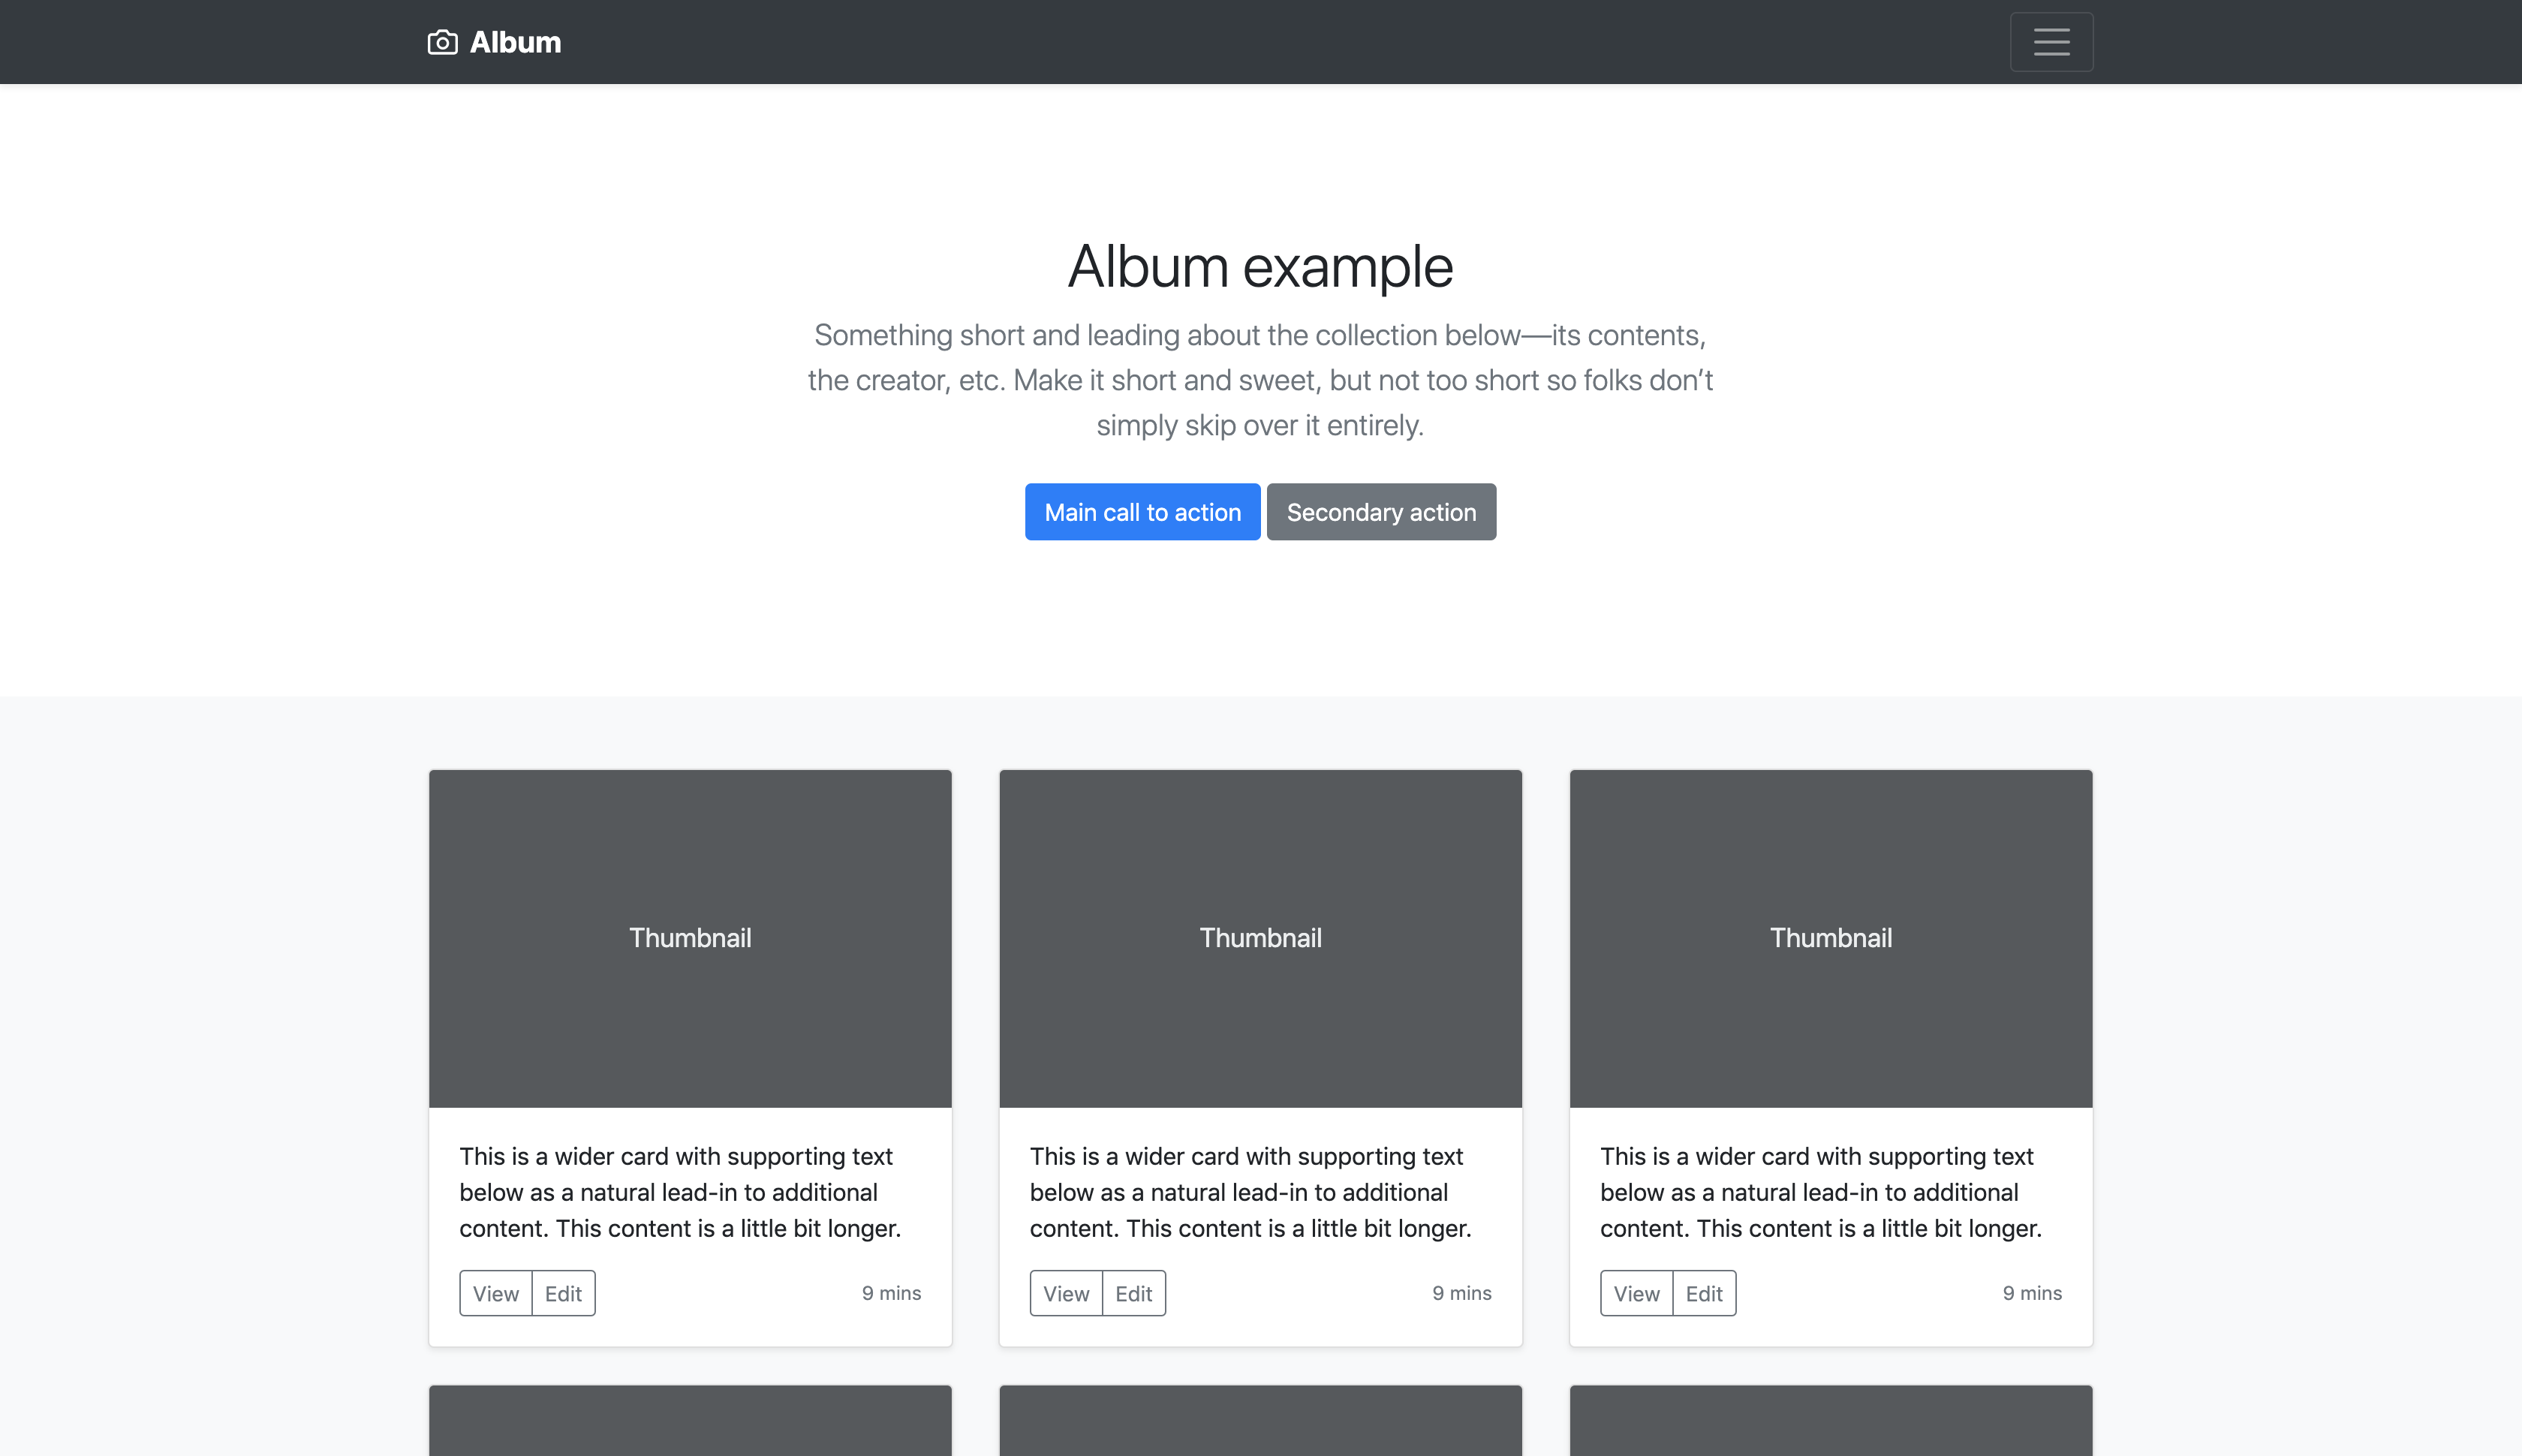 Album
Album example
Something short and leading about the collection below—its contents,
the creator, etc. Make it short and sweet, but not too short so folks don’t
simply skip over it entirely.
Main call to action
Secondary action
Thumbnail
This is a wider card with supporting text
below as a natural lead-in to additional
content. This content is a little bit longer.
View
Edit
9 mins
Thumbnail
This is a wider card with supporting text
below as a natural lead-in to additional
content. This content is a little bit longer.
View
Edit
9 mins
Thumbnail
This is a wider card with supporting text
below as a natural lead-in to additional
content. This content is a little bit longer.
View
Edit
9 mins